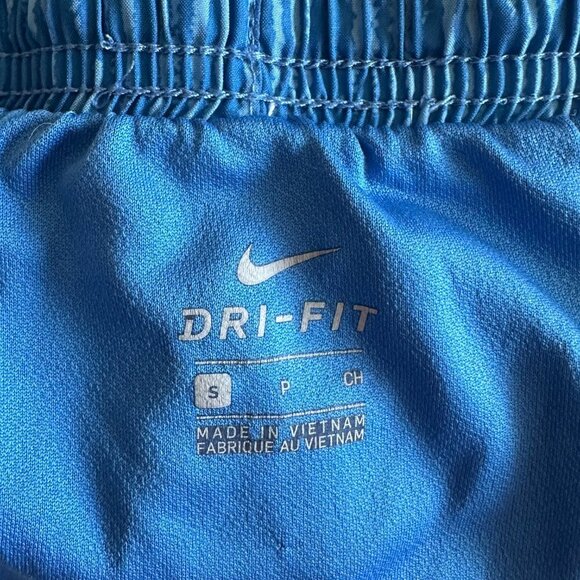 DRI-FIT
S P CH
MADE IN VIETNAM
FABRIQUE AU VIETNAM